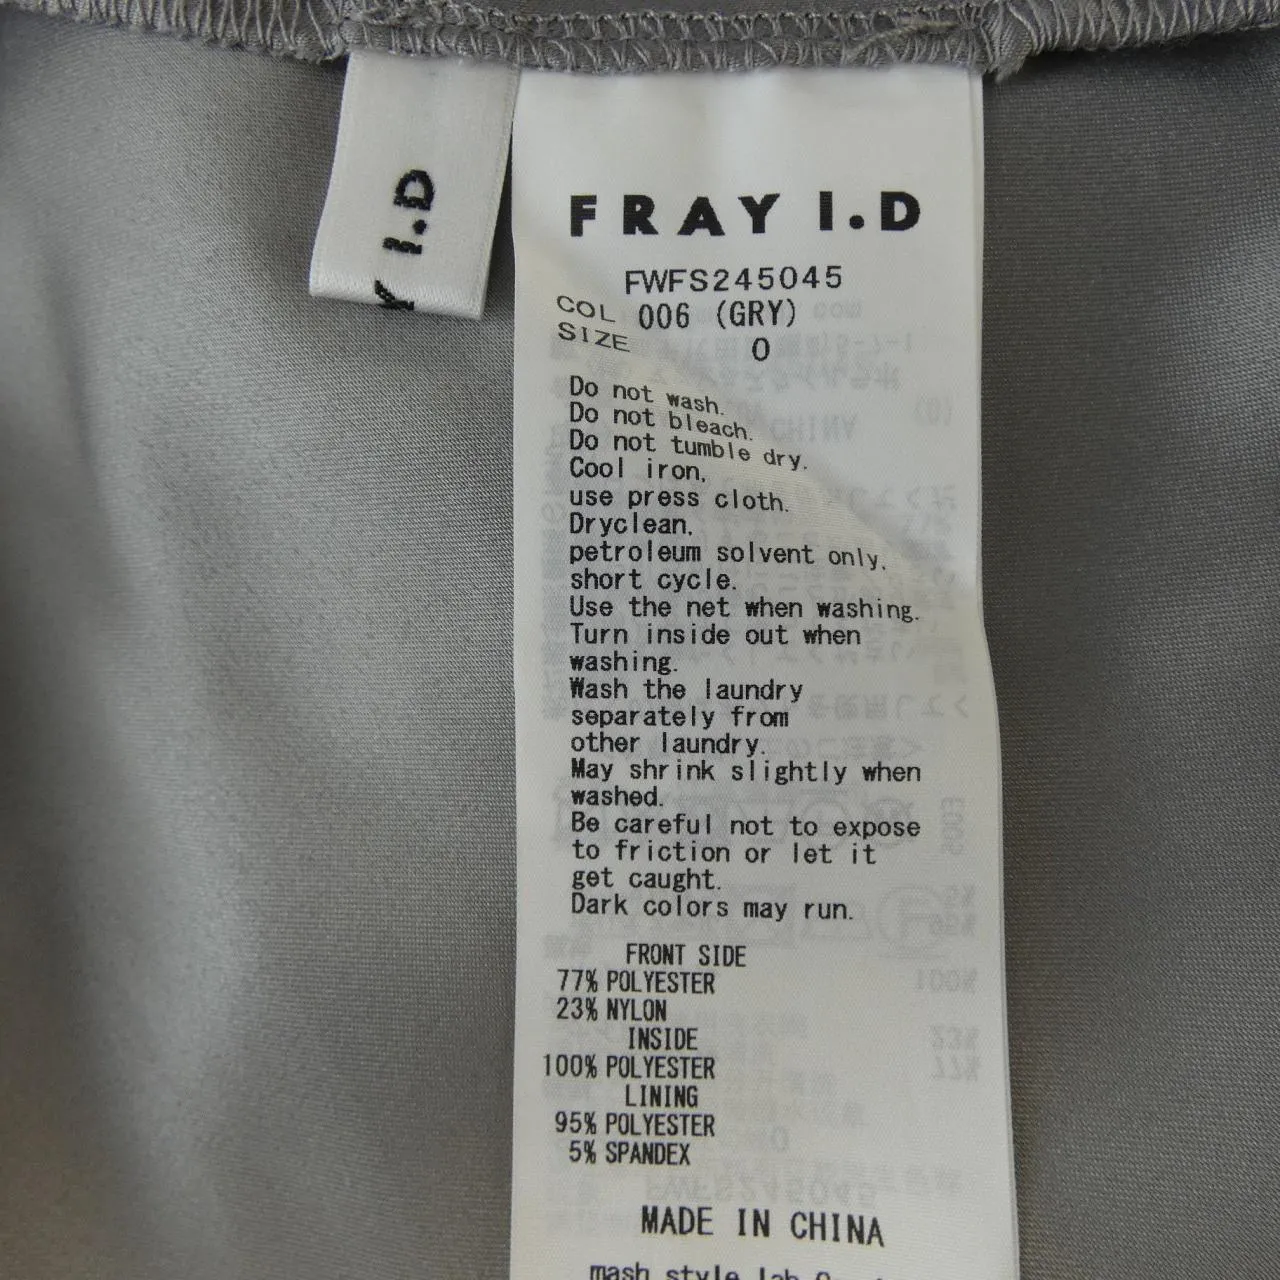 Y I.D
FRAY I.D
FWFS245045
COL 006 (GRY)
SIZE 0
Do not wash.
Do not bleach.
Do not tumble dry.
Cool iron,
use press cloth.
Dryclean,
petroleum solvent only,
short cycle.
Use the net when washing.
Turn inside out when
washing.
Wash the laundry
separately from
other laundry.
May shrink slightly when
washed.
Be careful not to expose
to friction or let it
get caught.
Dark colors may run.
FRONT SIDE
77% POLYESTER
23% NYLON
INSIDE
100% POLYESTER
LINING
95% POLYESTER
5% SPANDEX
MADE IN CHINA
mash style lab